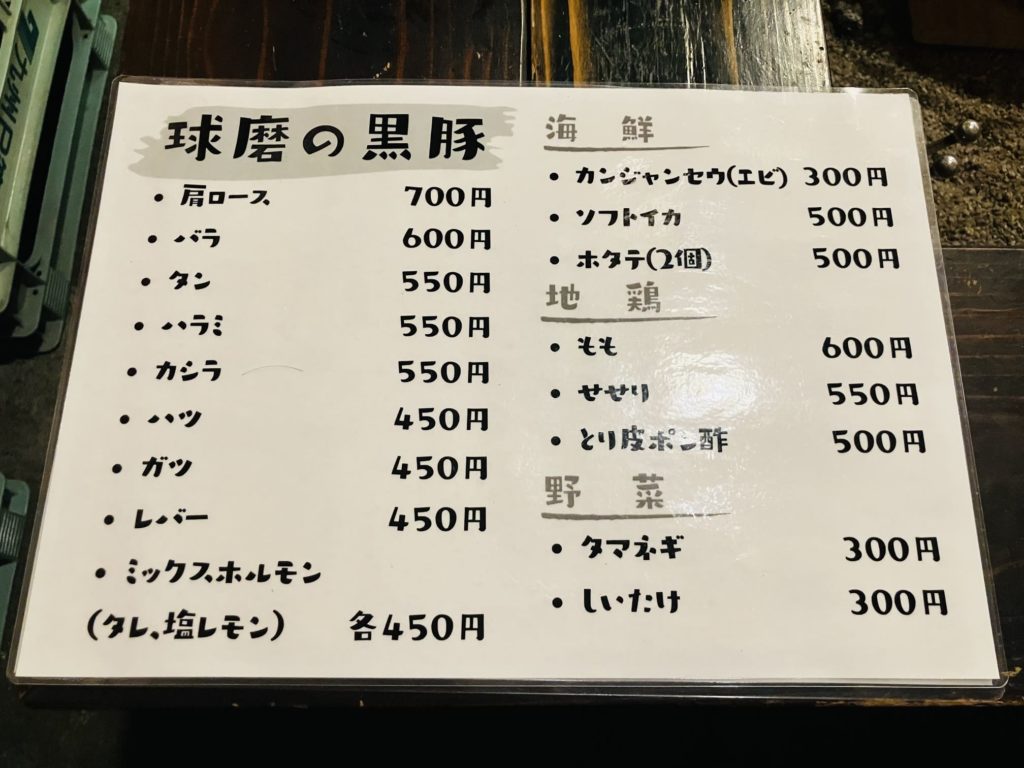 球磨の黒豚
・肩ロース 700円
・バラ 600円
・タン 550円
・ハラミ 550円
・カシラ 550円
・ハツ 450円
・ガツ 450円
・レバー 450円
・ミックスホルモン
(タレ、塩レモン) 各450円
海鮮
・カンジャンセウ(エビ) 300円
・ソフトイカ 500円
・ホタテ(2個) 500円
地鶏
・もも 600円
・せせり 550円
・とり皮ポン酢 500円
野菜
・タマネギ 300円
・しいたけ 300円